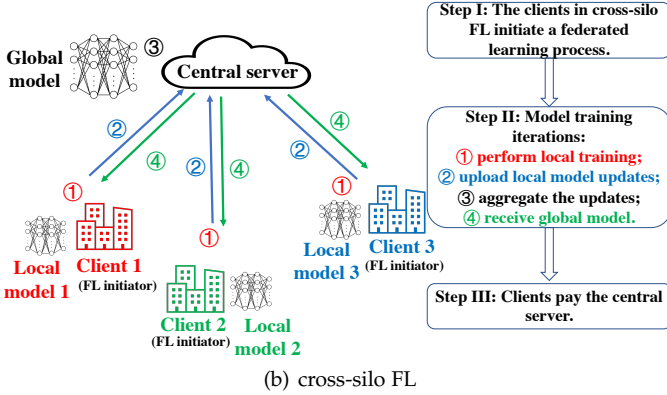 Global
model
③
Central server
②
④
②
④
②
④
①
Local
model 1
Client 1
(FL initiator)
①
Client 2
(FL initiator)
Local
model 2
①
Local
model 3
Client 3
(FL initiator)
Step I: The clients in cross-silo
FL initiate a federated
learning process.
Step II: Model training
iterations:
① perform local training;
② upload local model updates;
③ aggregate the updates;
④ receive global model.
Step III: Clients pay the central
server.
(b) cross-silo FL